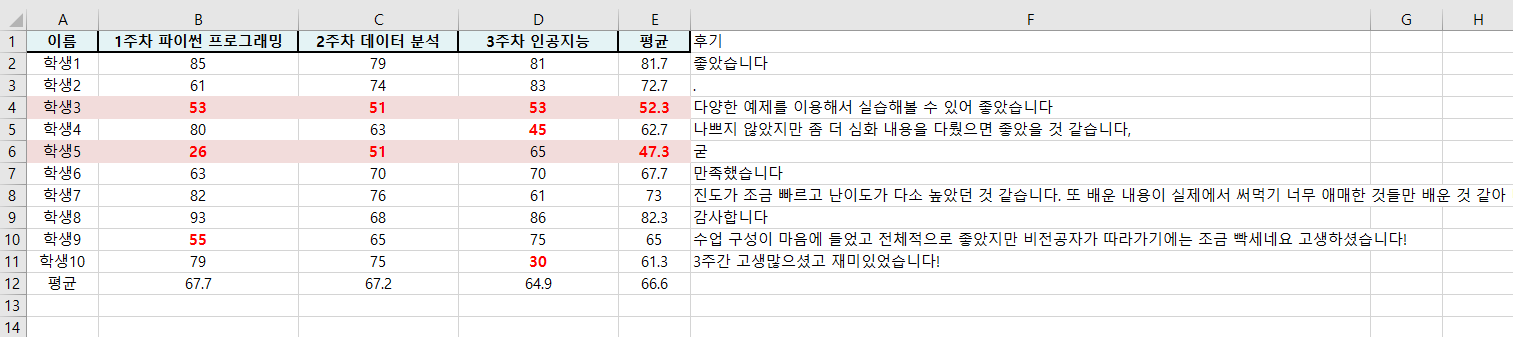 A B C D E F G H
1 이름 1주차 파이썬 프로그래밍 2주차 데이터 분석 3주차 인공지능 평균 후기
2 학생1 85 79 81 81.7 좋았습니다
3 학생2 61 74 83 72.7 .
4 학생3 53 51 53 52.3 다양한 예제를 이용해서 실습해볼 수 있어 좋았습니다
5 학생4 80 63 45 62.7 나쁘지 않았지만 좀 더 심화 내용을 다뤘으면 좋았을 것 같습니다,
6 학생5 26 51 65 47.3 굳
7 학생6 63 70 70 67.7 만족했습니다
8 학생7 82 76 61 73 진도가 조금 빠르고 난이도가 다소 높았던 것 같습니다. 또 배운 내용이 실제에서 써먹기 너무 애매한 것들만 배운 것 같아
9 학생8 93 68 86 82.3 감사합니다
10 학생9 55 65 75 65 수업 구성이 마음에 들었고 전체적으로 좋았지만 비전공자가 따라가기에는 조금 빡세네요 고생하셨습니다!
11 학생10 79 75 30 61.3 3주간 고생많으셨고 재미있었습니다!
12 평균 67.7 67.2 64.9 66.6
13
14